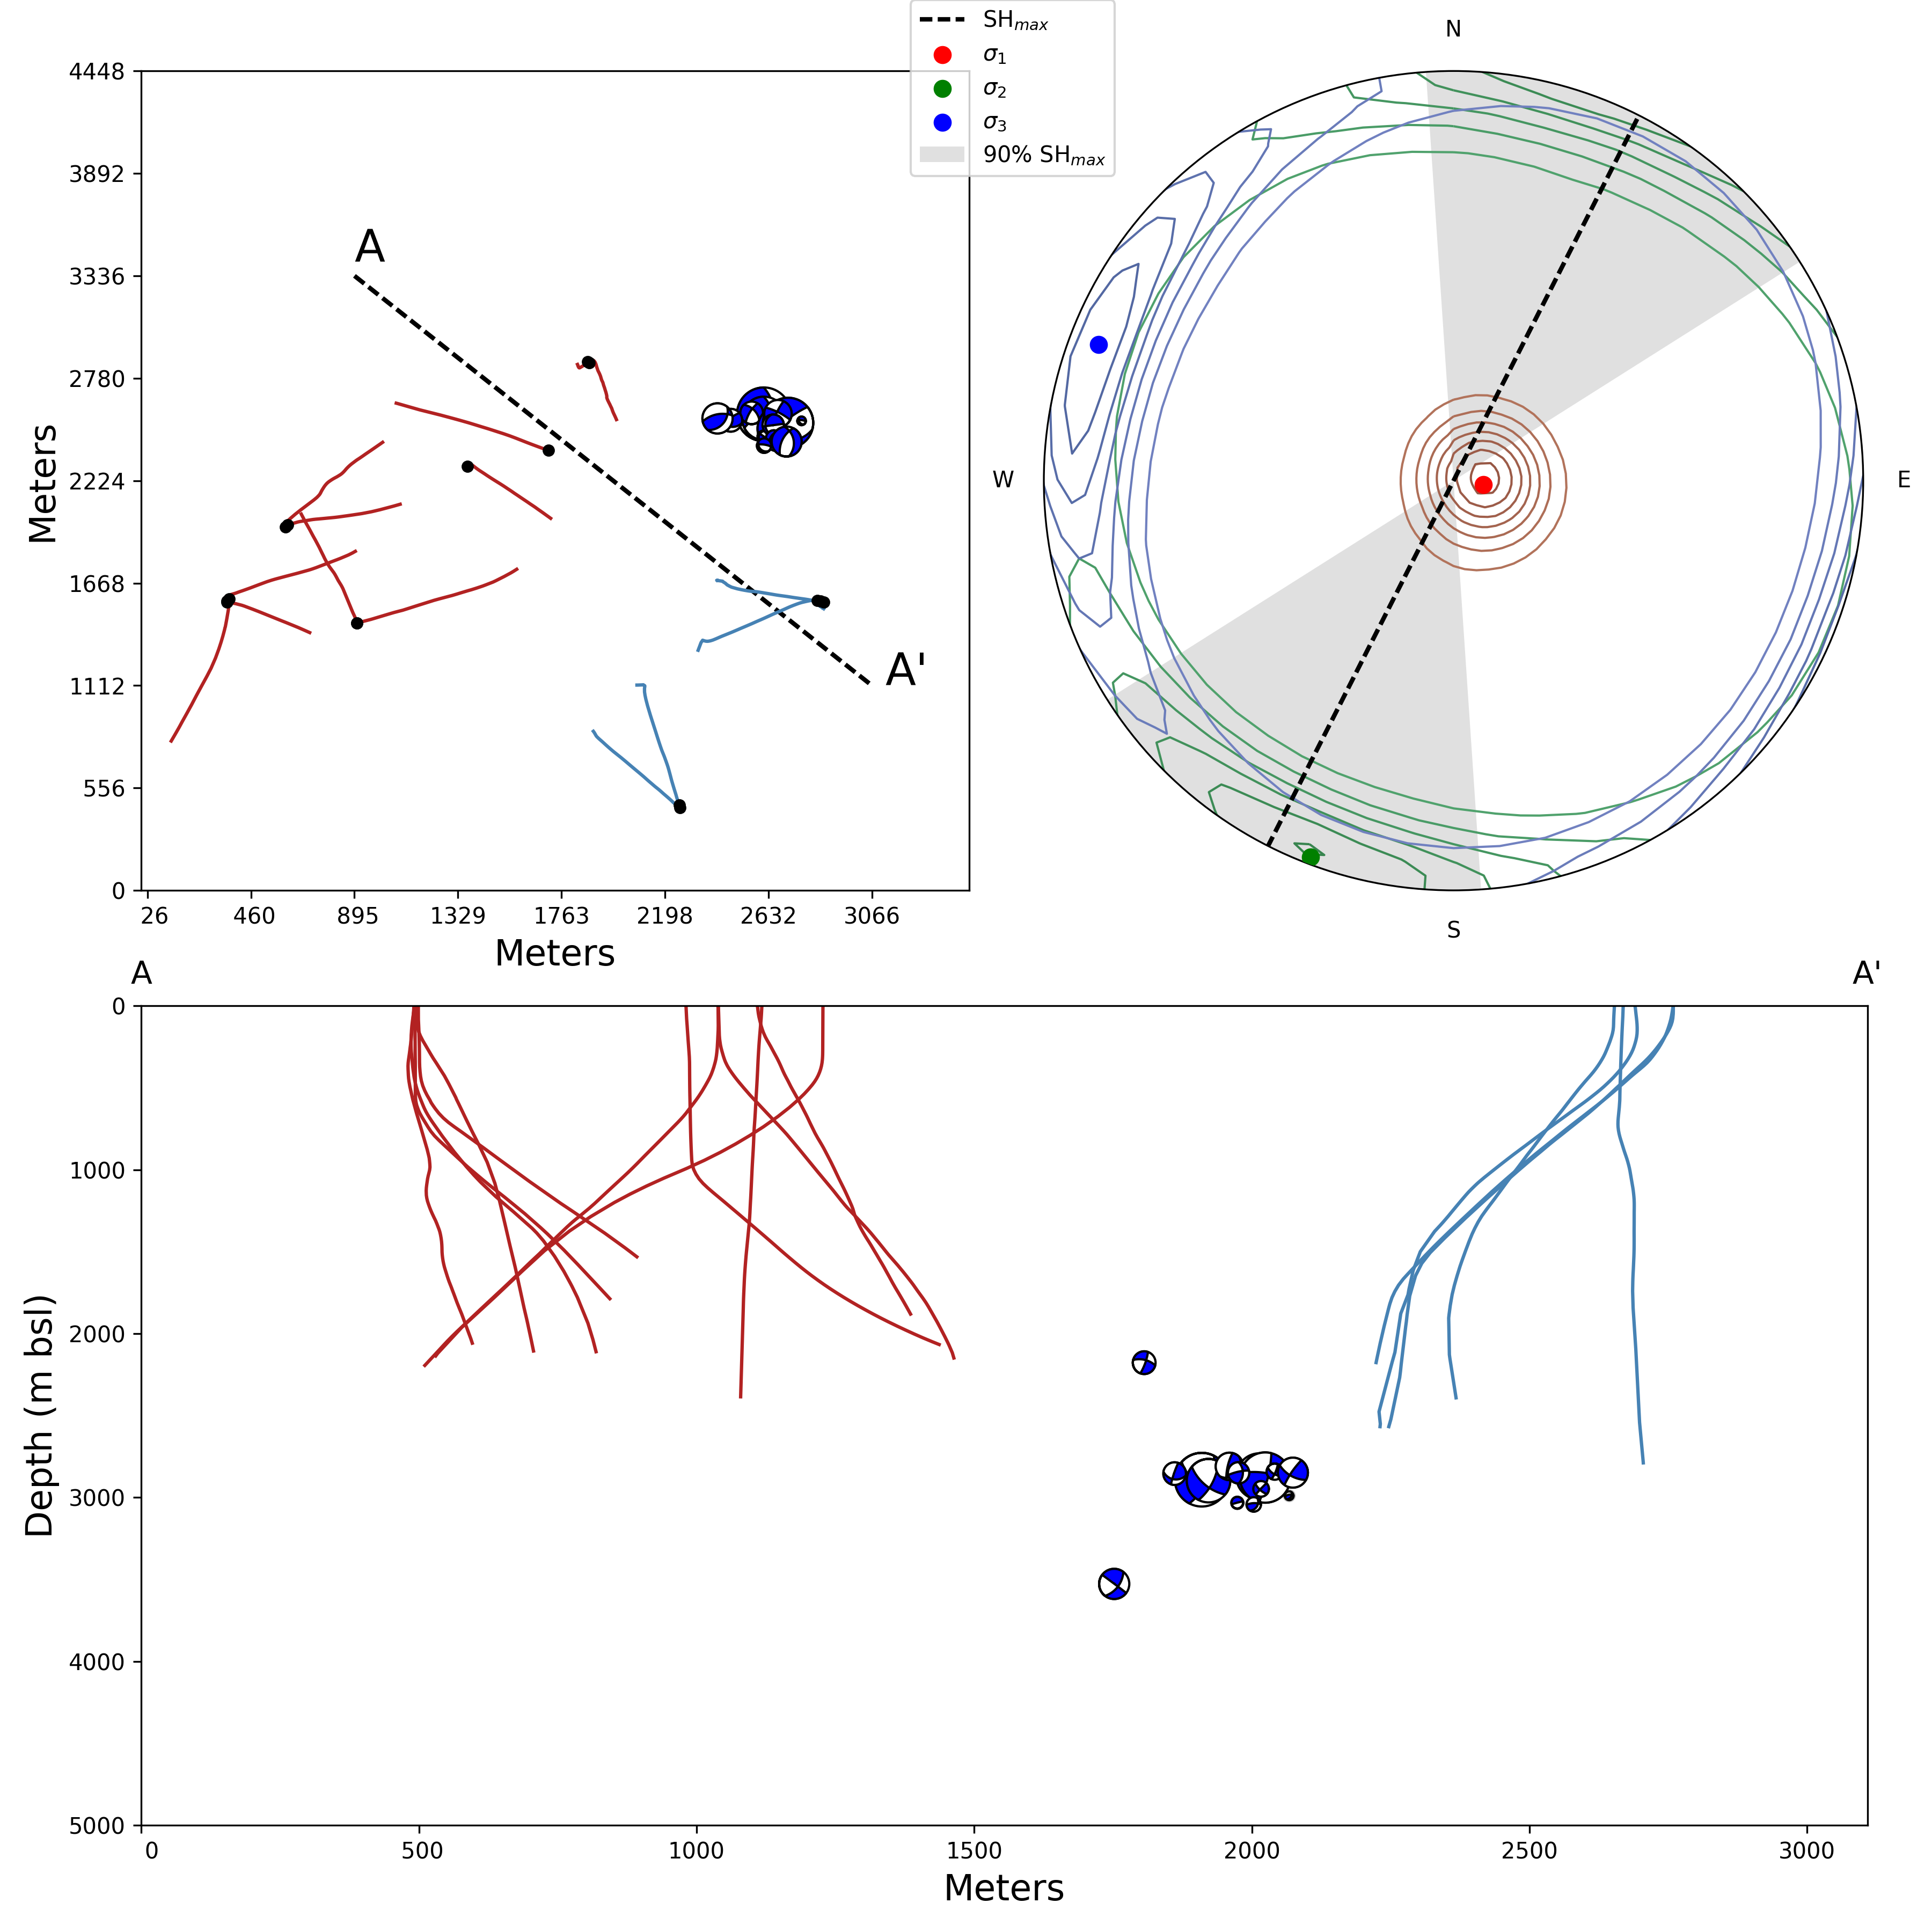 SHmax
σ1
σ2
σ3
90% SHmax
N
W
E
S
4448
3892
3336
2780
2224
1668
1112
556
0
Meters
A
A'
26 460 895 1329 1763 2198 2632 3066
Meters
A
A'
0
1000
2000
3000
4000
5000
Depth (m bsl)
0 500 1000 1500 2000 2500 3000
Meters